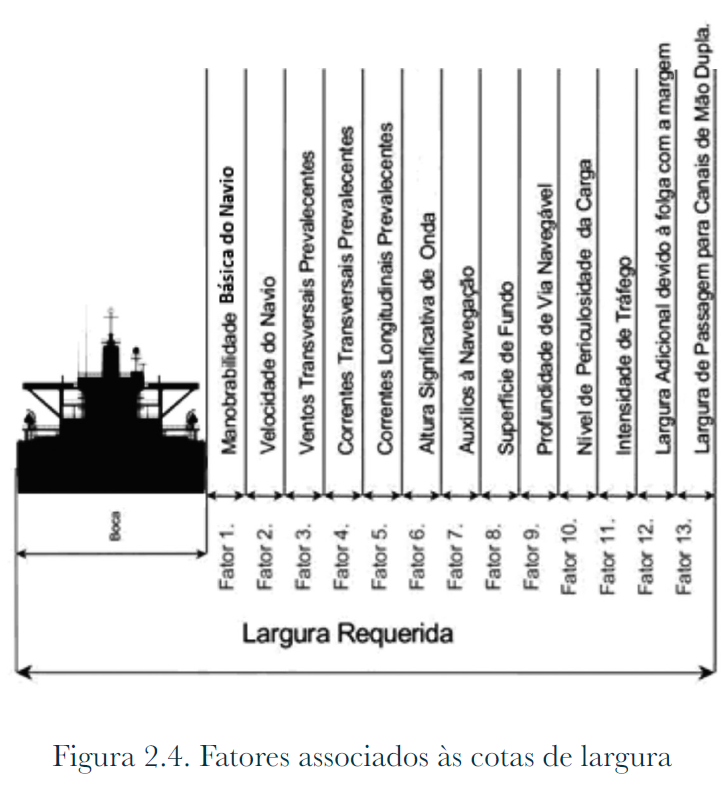 Manobrabilidade Básica do Navio
Velocidade do Navio
Ventos Transversais Prevalecentes
Correntes Transversais Prevalecentes
Correntes Longitudinais Prevalecentes
Altura Significativa de Onda
Auxílios à Navegação
Superfície de Fundo
Profundidade de Via Navegável
Nível de Periculosidade da Carga
Intensidade de Tráfego
Largura Adicional devido à folga com a margem
Largura de Passagem para Canais de Mão Dupla.
Boca
Fator 1.
Fator 2.
Fator 3.
Fator 4.
Fator 5.
Fator 6.
Fator 7.
Fator 8.
Fator 9.
Fator 10.
Fator 11.
Fator 12.
Fator 13.
Largura Requerida
Figura 2.4. Fatores associados às cotas de largura